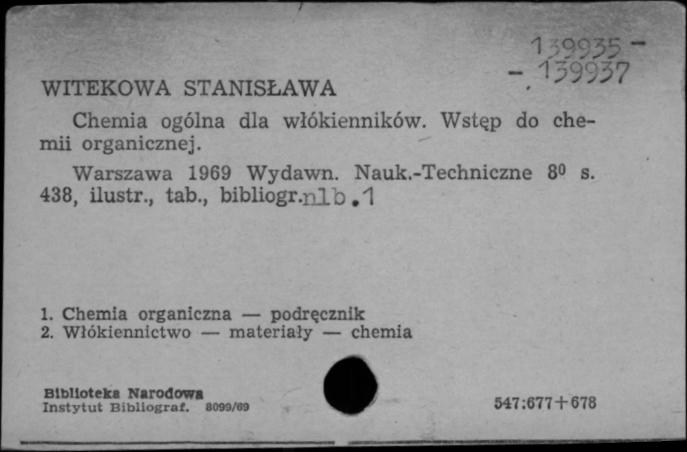 139935 -
- 139937
WITEKOWA STANISŁAWA
Chemia ogólna dla włókienników. Wstęp do che-
mii organicznej.
Warszawa 1969 Wydawn. Nauk.-Techniczne 8⁰ s.
438, ilustr., tab., bibliogr.nlb.1
1. Chemia organiczna — podręcznik
2. Włókiennictwo — materiały — chemia
Biblioteka Narodowa
Instytut Bibliograf. 8099/69
547:677+678